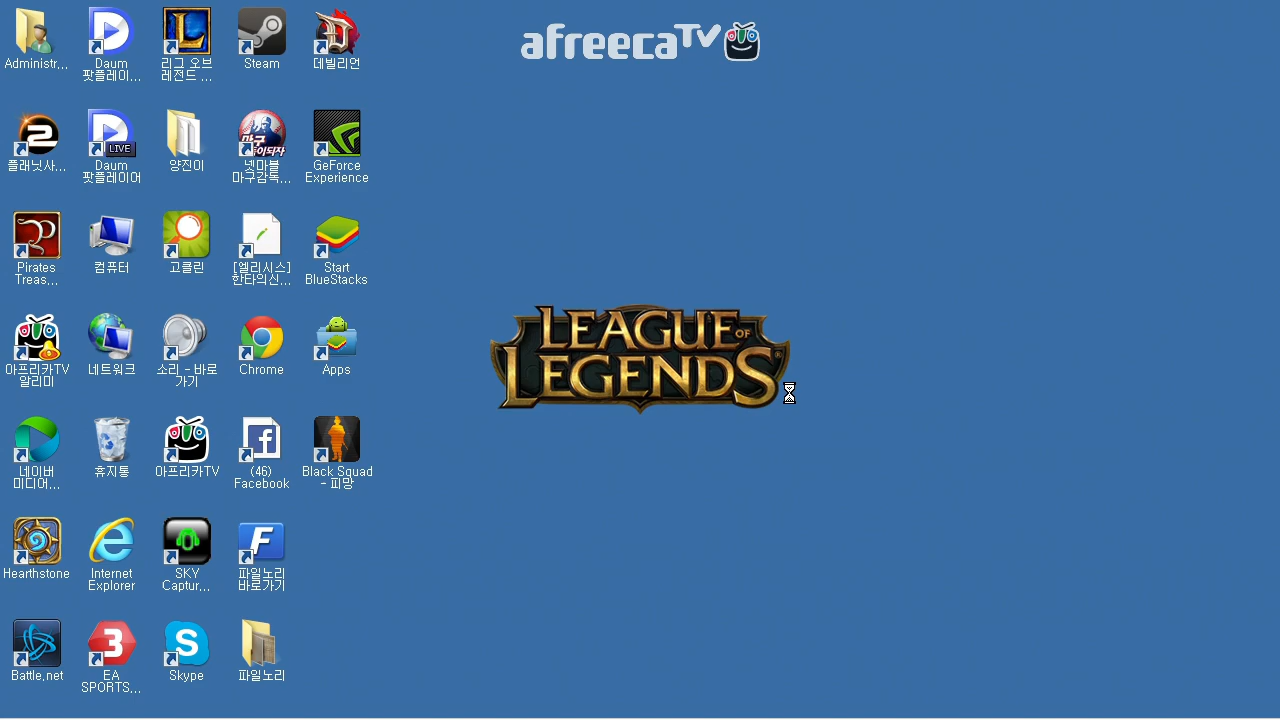 afreecaTV
Administr...
Daum
팟플레이...
리그 오브
레전드 ...
Steam
데빌리언
2
플래닛사...
LIVE
Daum
팟플레이어
양진이
넷마블
마구감독...
GeForce
Experience
Pirates
Treas...
컴퓨터
고클린
[엘리시스]
한타의신...
Start
BlueStacks
LEAGUE OF
LEGENDS
아프리카TV
알리미
네트워크
소리 - 바로
가기
Chrome
Apps
네이버
미디어...
휴지통
아프리카TV
(46)
Facebook
Black Squad
- 피망
Hearthstone
Internet
Explorer
SKY
Captur...
파일노리
바로가기
Battle.net
3
EA
SPORTS...
Skype
파일노리